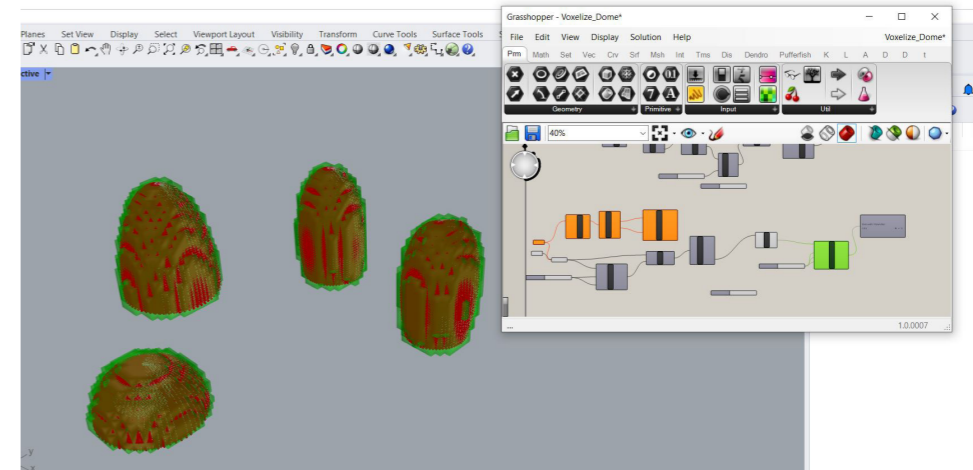 Planes Set View Display Select Viewport Layout Visibility Transform Curve Tools Surface Tools S
ctive
y
x
Grasshopper - Voxelize_Dome*
File Edit View Display Solution Help Voxelize_Dome*
Prm Math Set Vec Crv Srf Msh Int Trns Dis Dendro Pufferfish K L A D D t
Geometry Primitive Input Util
40%
1.0.0007